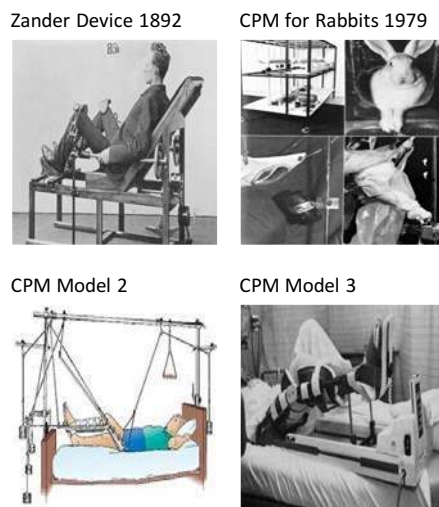 Zander Device 1892
CPM for Rabbits 1979
CPM Model 2
CPM Model 3